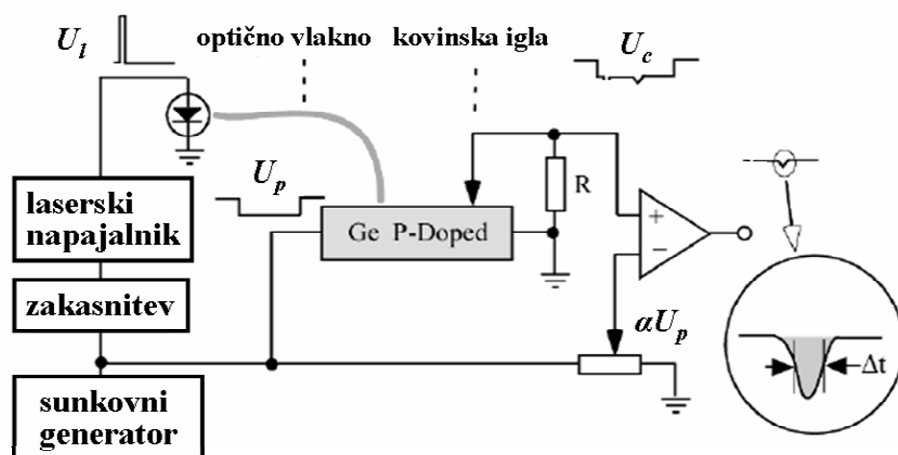 U_l
optično vlakno
kovinska igla
U_c
U_p
R
laserski
napajalnik
Ge P-Doped
+
−
zakasnitev
αU_p
Δt
sunkovni
generator